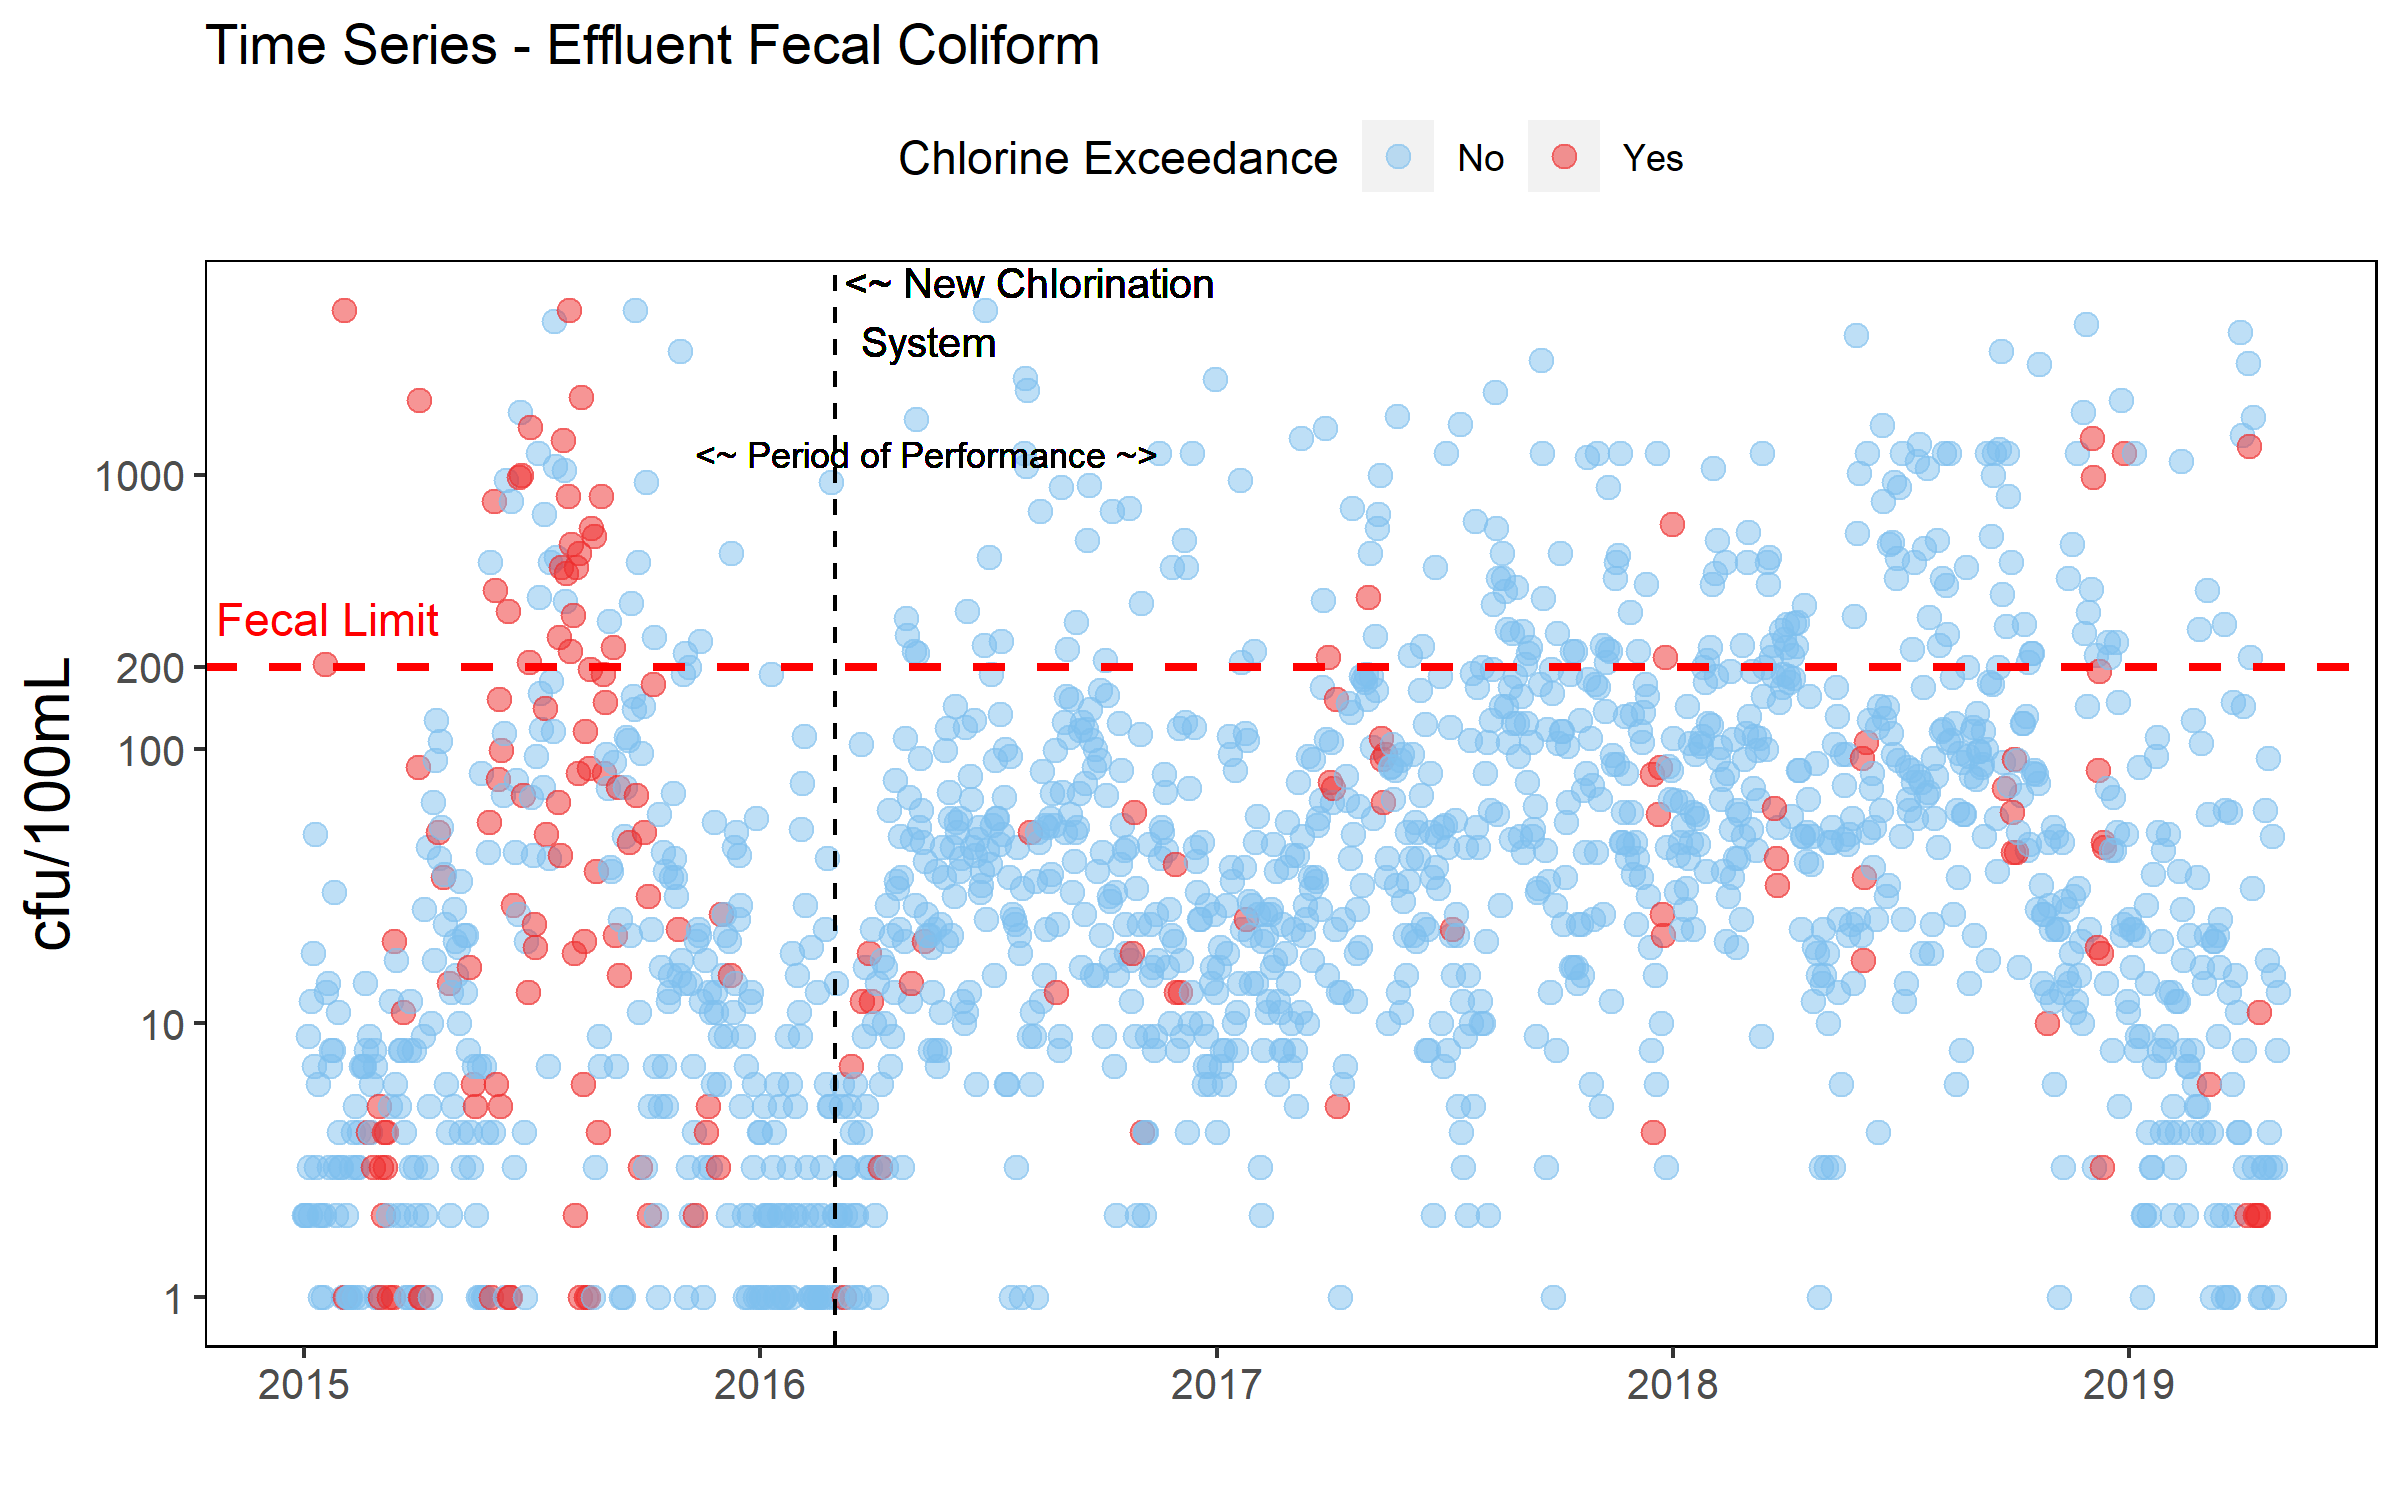 Time Series - Effluent Fecal Coliform
Chlorine Exceedance No Yes
<~ New Chlorination
System
<~ Period of Performance ~>
Fecal Limit
cfu/100mL
1000
200
100
10
1
2015 2016 2017 2018 2019